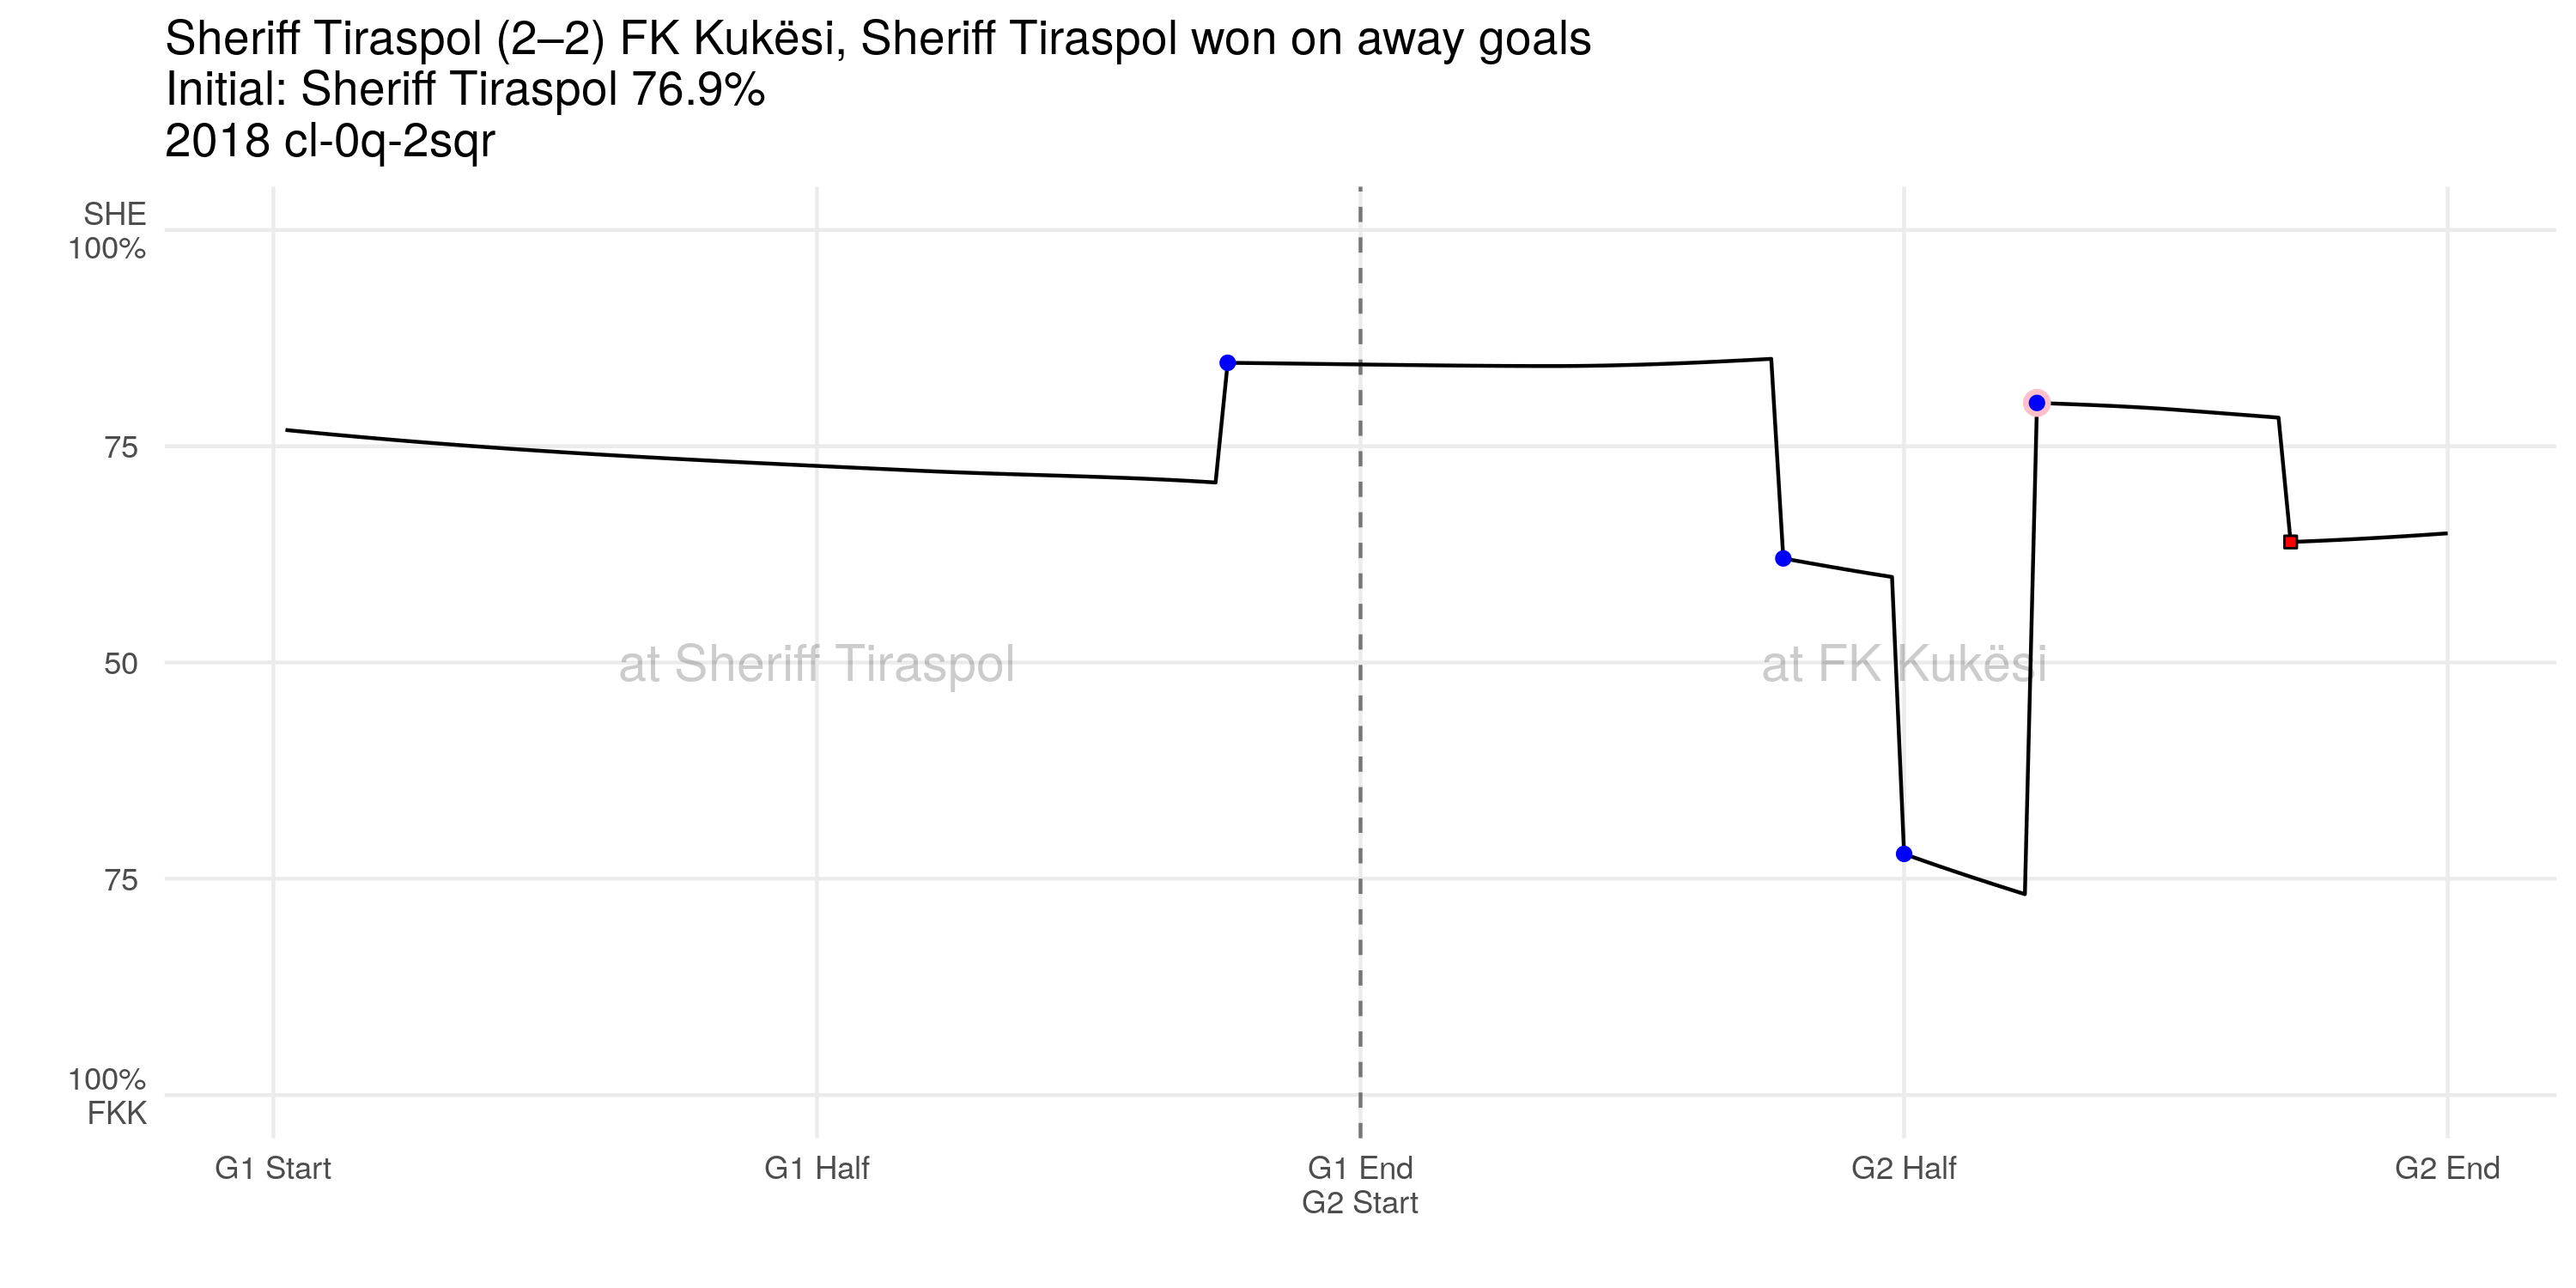 Sheriff Tiraspol (2–2) FK Kukësi, Sheriff Tiraspol won on away goals
Initial: Sheriff Tiraspol 76.9%
2018 cl-0q-2sqr
SHE
100%
75
50
75
100%
FKK
at Sheriff Tiraspol
at FK Kukësi
G1 Start
G1 Half
G1 End
G2 Start
G2 Half
G2 End